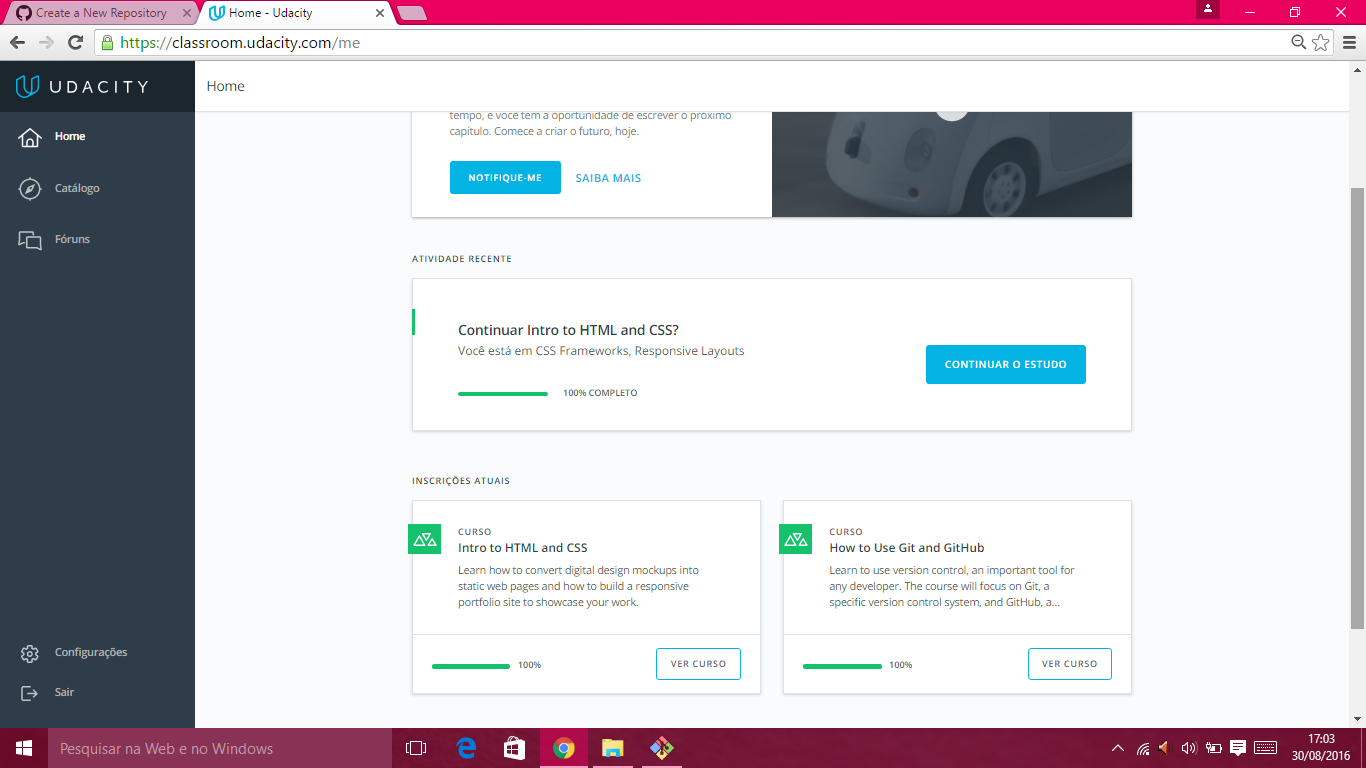 Create a New Repository
Home - Udacity
https://classroom.udacity.com/me
UDACITY
Home
Home
Catálogo
Fóruns
Configurações
Sair
tempo, e você tem a oportunidade de escrever o próximo
capítulo. Comece a criar o futuro, hoje.
NOTIFIQUE-ME
SAIBA MAIS
ATIVIDADE RECENTE
Continuar Intro to HTML and CSS?
Você está em CSS Frameworks, Responsive Layouts
100% COMPLETO
CONTINUAR O ESTUDO
INSCRIÇÕES ATUAIS
CURSO
Intro to HTML and CSS
Learn how to convert digital design mockups into
static web pages and how to build a responsive
portfolio site to showcase your work.
100%
VER CURSO
CURSO
How to Use Git and GitHub
Learn to use version control, an important tool for
any developer. The course will focus on Git, a
specific version control system, and GitHub, a...
100%
VER CURSO
Pesquisar na Web e no Windows
17:03
30/08/2016